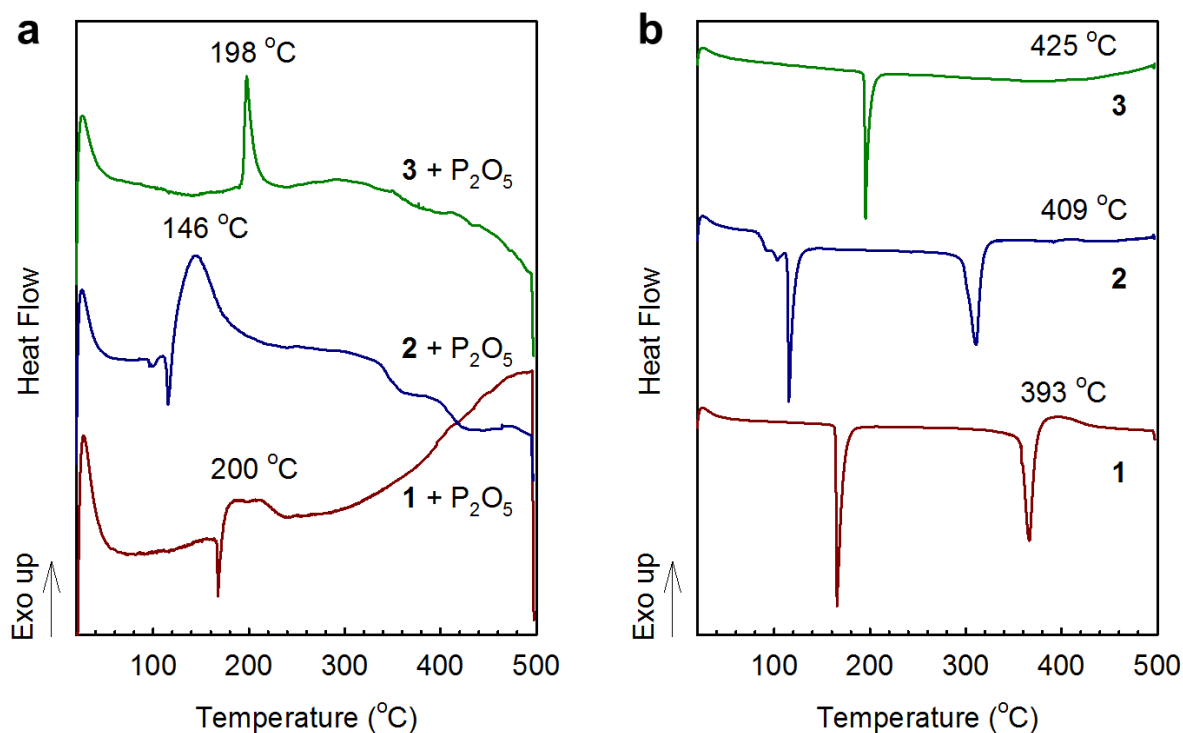 a
198 °C
3 + P₂O₅
146 °C
2 + P₂O₅
200 °C
1 + P₂O₅
Heat Flow
Exo up
100 200 300 400 500
Temperature (°C)
b
425 °C
3
409 °C
2
393 °C
1
Heat Flow
Exo up
100 200 300 400 500
Temperature (°C)